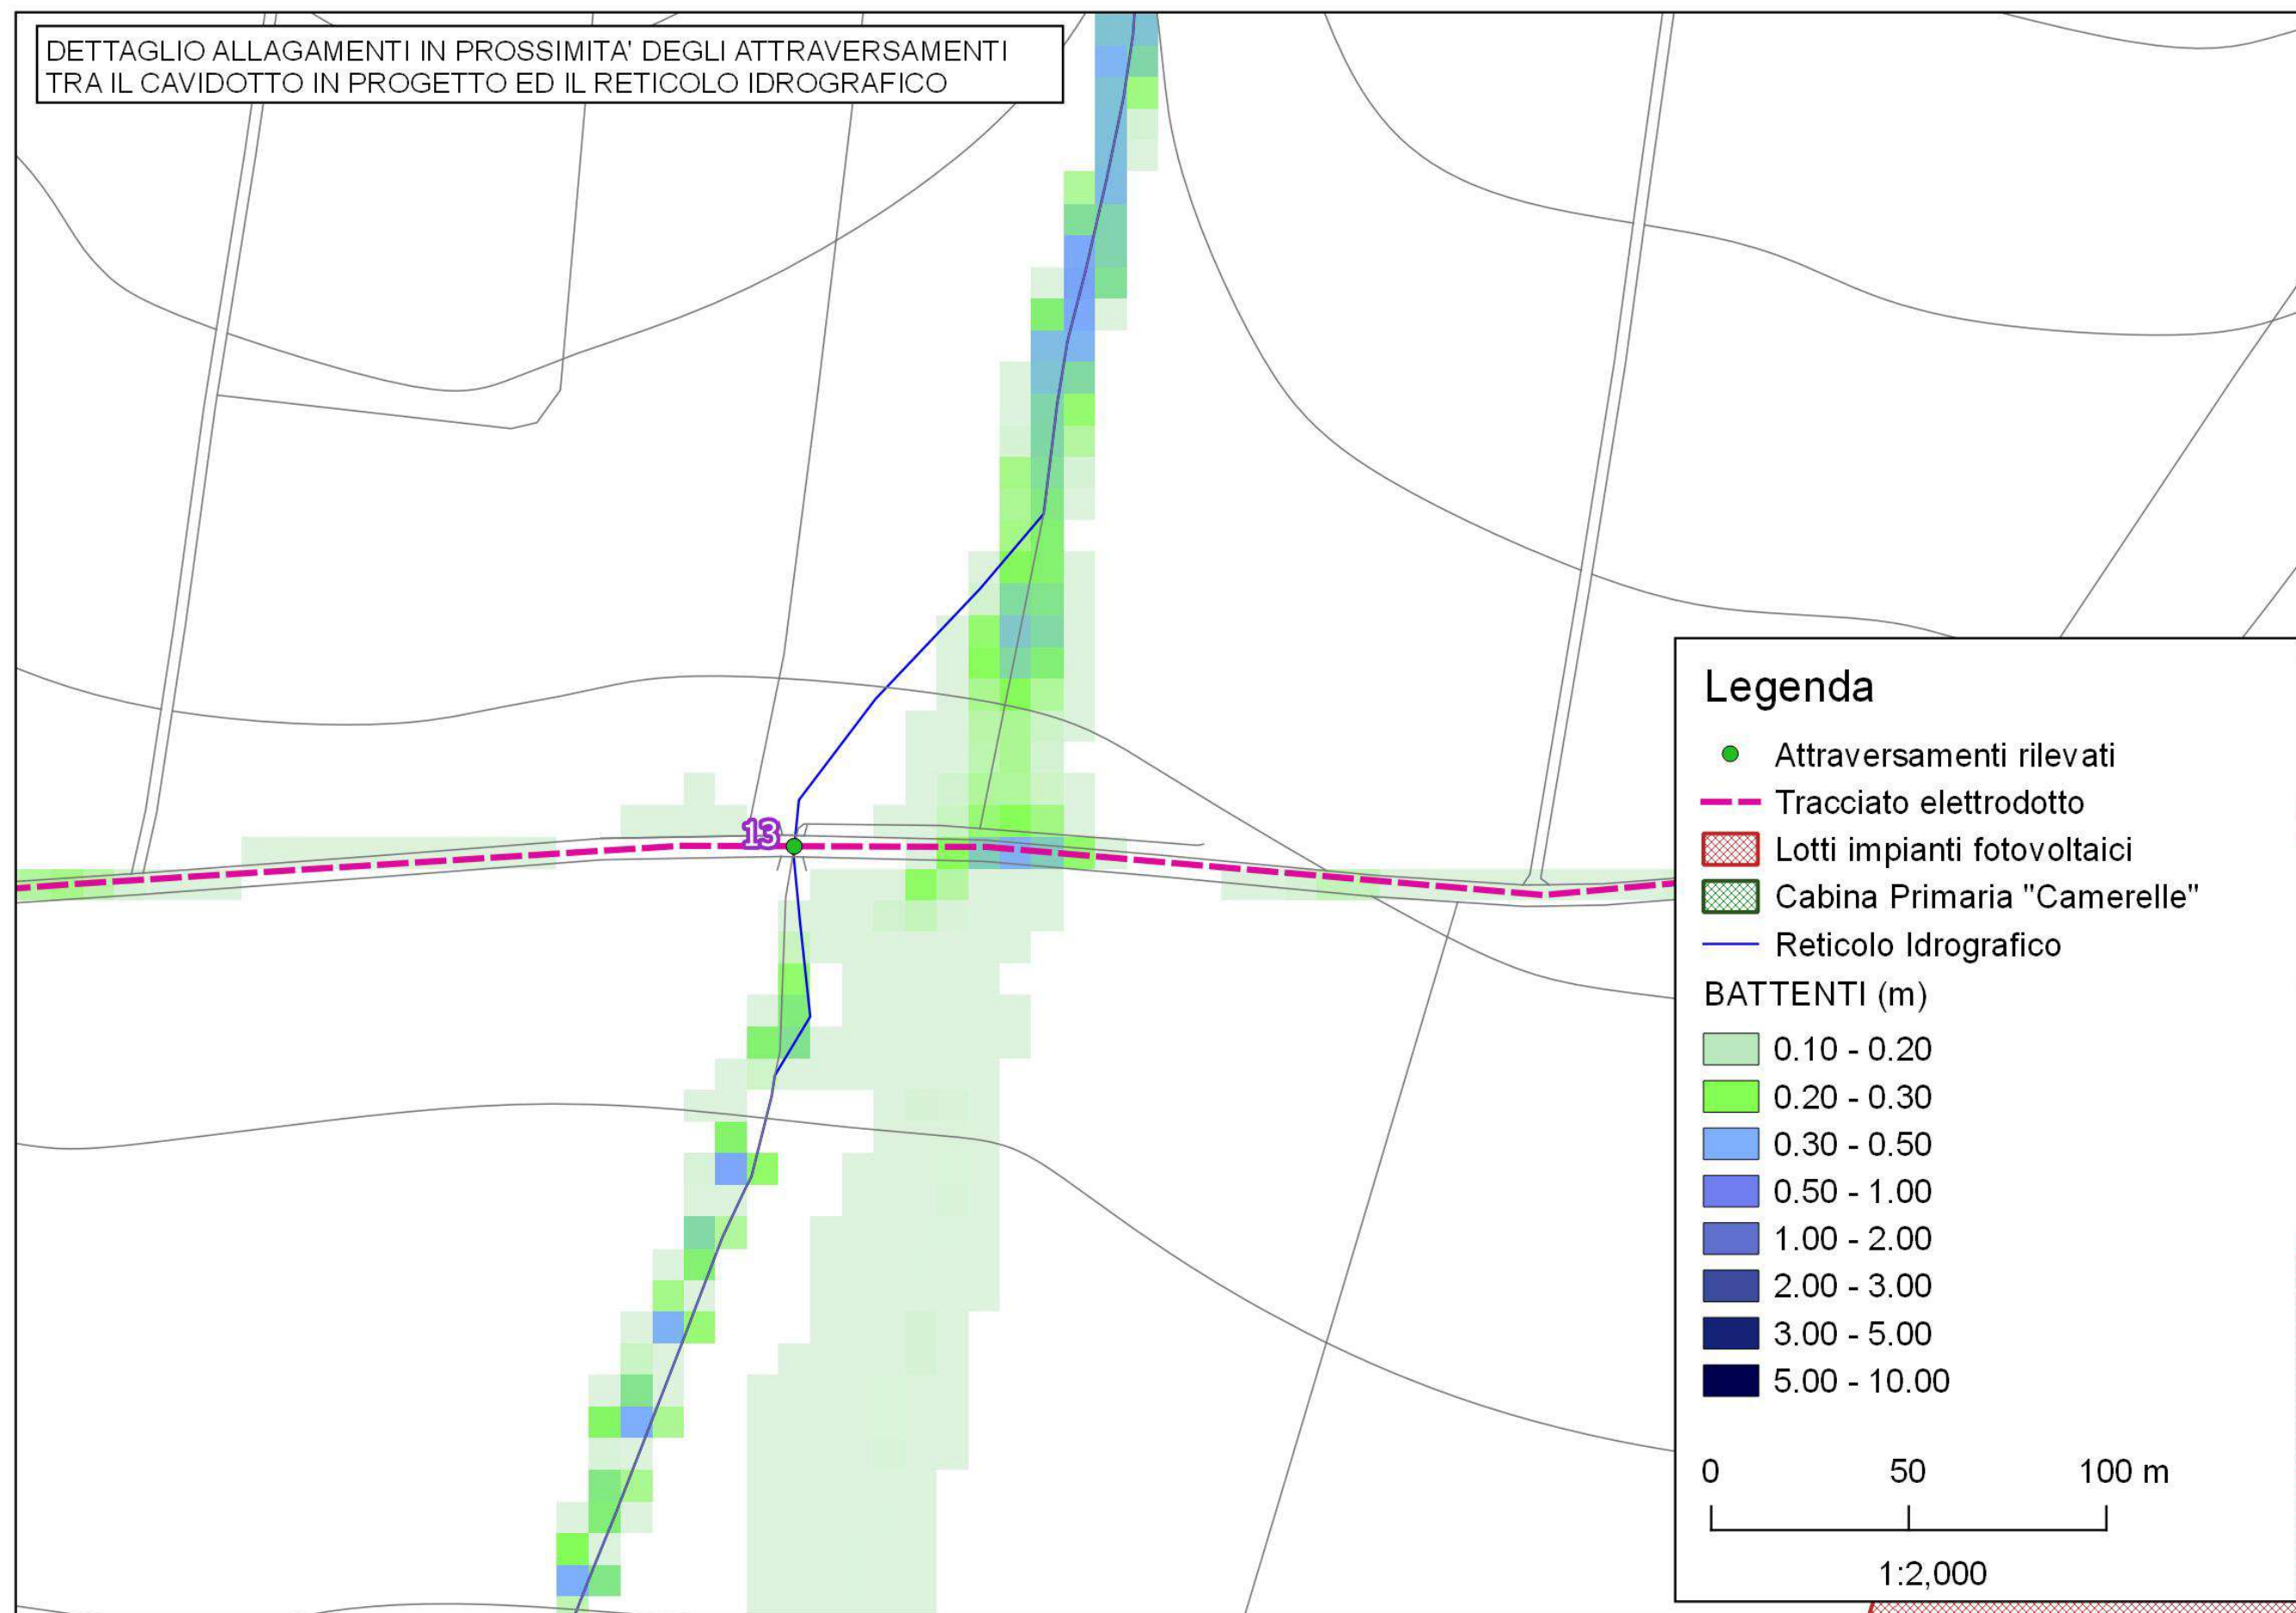 DETTAGLIO ALLAGAMENTI IN PROSSIMITA' DEGLI ATTRAVERSAMENTI
TRA IL CAVIDOTTO IN PROGETTO ED IL RETICOLO IDROGRAFICO
13
Legenda
Attraversamenti rilevati
Tracciato elettrodotto
Lotti impianti fotovoltaici
Cabina Primaria "Camerelle"
Reticolo Idrografico
BATTENTI (m)
0.10 - 0.20
0.20 - 0.30
0.30 - 0.50
0.50 - 1.00
1.00 - 2.00
2.00 - 3.00
3.00 - 5.00
5.00 - 10.00
0 50 100 m
1:2,000